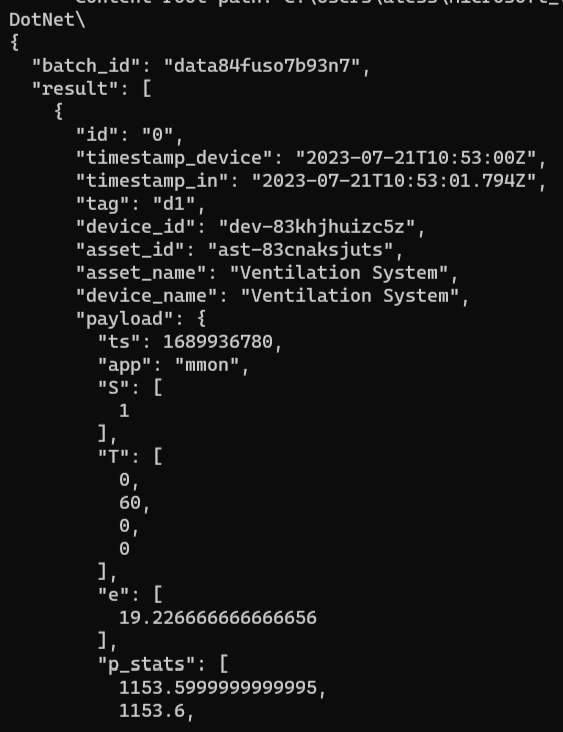 DotNet\
{
  "batch_id": "data84fuso7b93n7",
  "result": [
    {
      "id": "0",
      "timestamp_device": "2023-07-21T10:53:00Z",
      "timestamp_in": "2023-07-21T10:53:01.794Z",
      "tag": "d1",
      "device_id": "dev-83khjhuizc5z",
      "asset_id": "ast-83cnaksjuts",
      "asset_name": "Ventilation System",
      "device_name": "Ventilation System",
      "payload": {
        "ts": 1689936780,
        "app": "mmon",
        "S": [
          1
        ],
        "T": [
          0,
          60,
          0,
          0
        ],
        "e": [
          19.226666666666656
        ],
        "p_stats": [
          1153.5999999999995,
          1153.6,